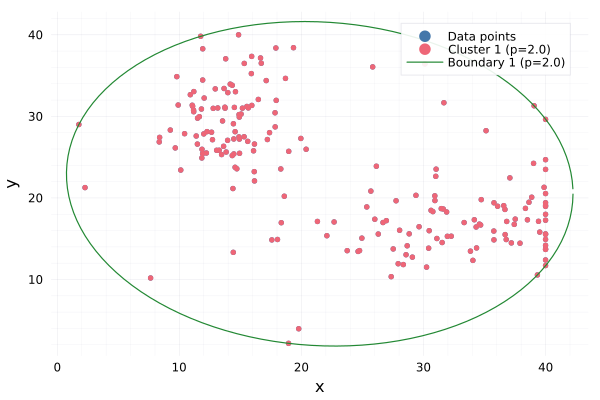 Data points
Cluster 1 (p=2.0)
Boundary 1 (p=2.0)
40
30
20
10
y
0 10 20 30 40
x